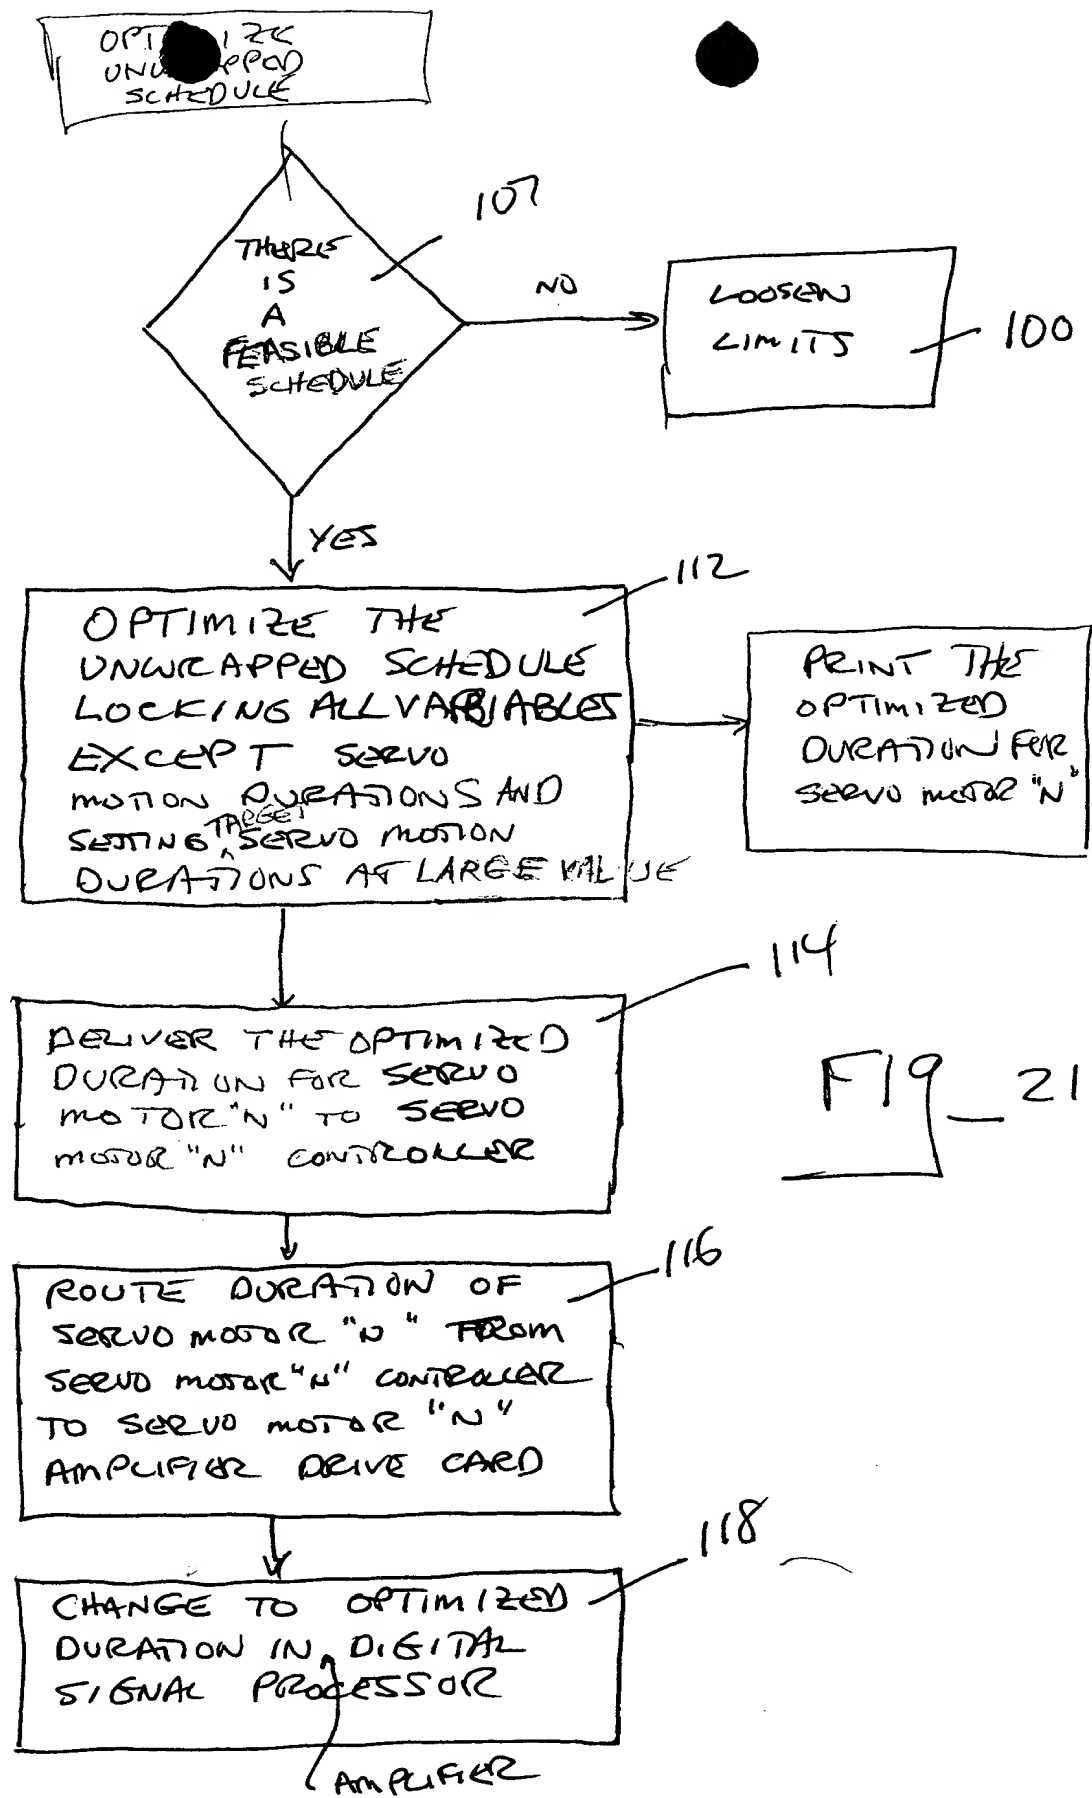 SCHEDULE
107
THERE
IS
A
FEASIBLE
SCHEDULE
NO
LOOSEN
LIMITS
100
YES
112
OPTIMIZE THE
UNWRAPPED SCHEDULE
LOCKING ALL VARIABLES
EXCEPT SERVO
MOTION DURATIONS AND
SETTING TARGET SERVO MOTION
DURATIONS AT LARGE VALUE
PRINT THE
OPTIMIZED
DURATION FOR
SERVO MOTOR "N"
114
DELIVER THE OPTIMIZED
DURATION FOR SERVO
MOTOR "N" TO SERVO
MOTOR "N" CONTROLLER
FIG_21
116
ROUTE DURATION OF
SERVO MOTOR "N" FROM
SERVO MOTOR "N" CONTROLLER
TO SERVO MOTOR "N"
AMPLIFIER DRIVE CARD
118
CHANGE TO OPTIMIZED
DURATION IN DIGITAL
SIGNAL PROCESSOR
AMPLIFIER